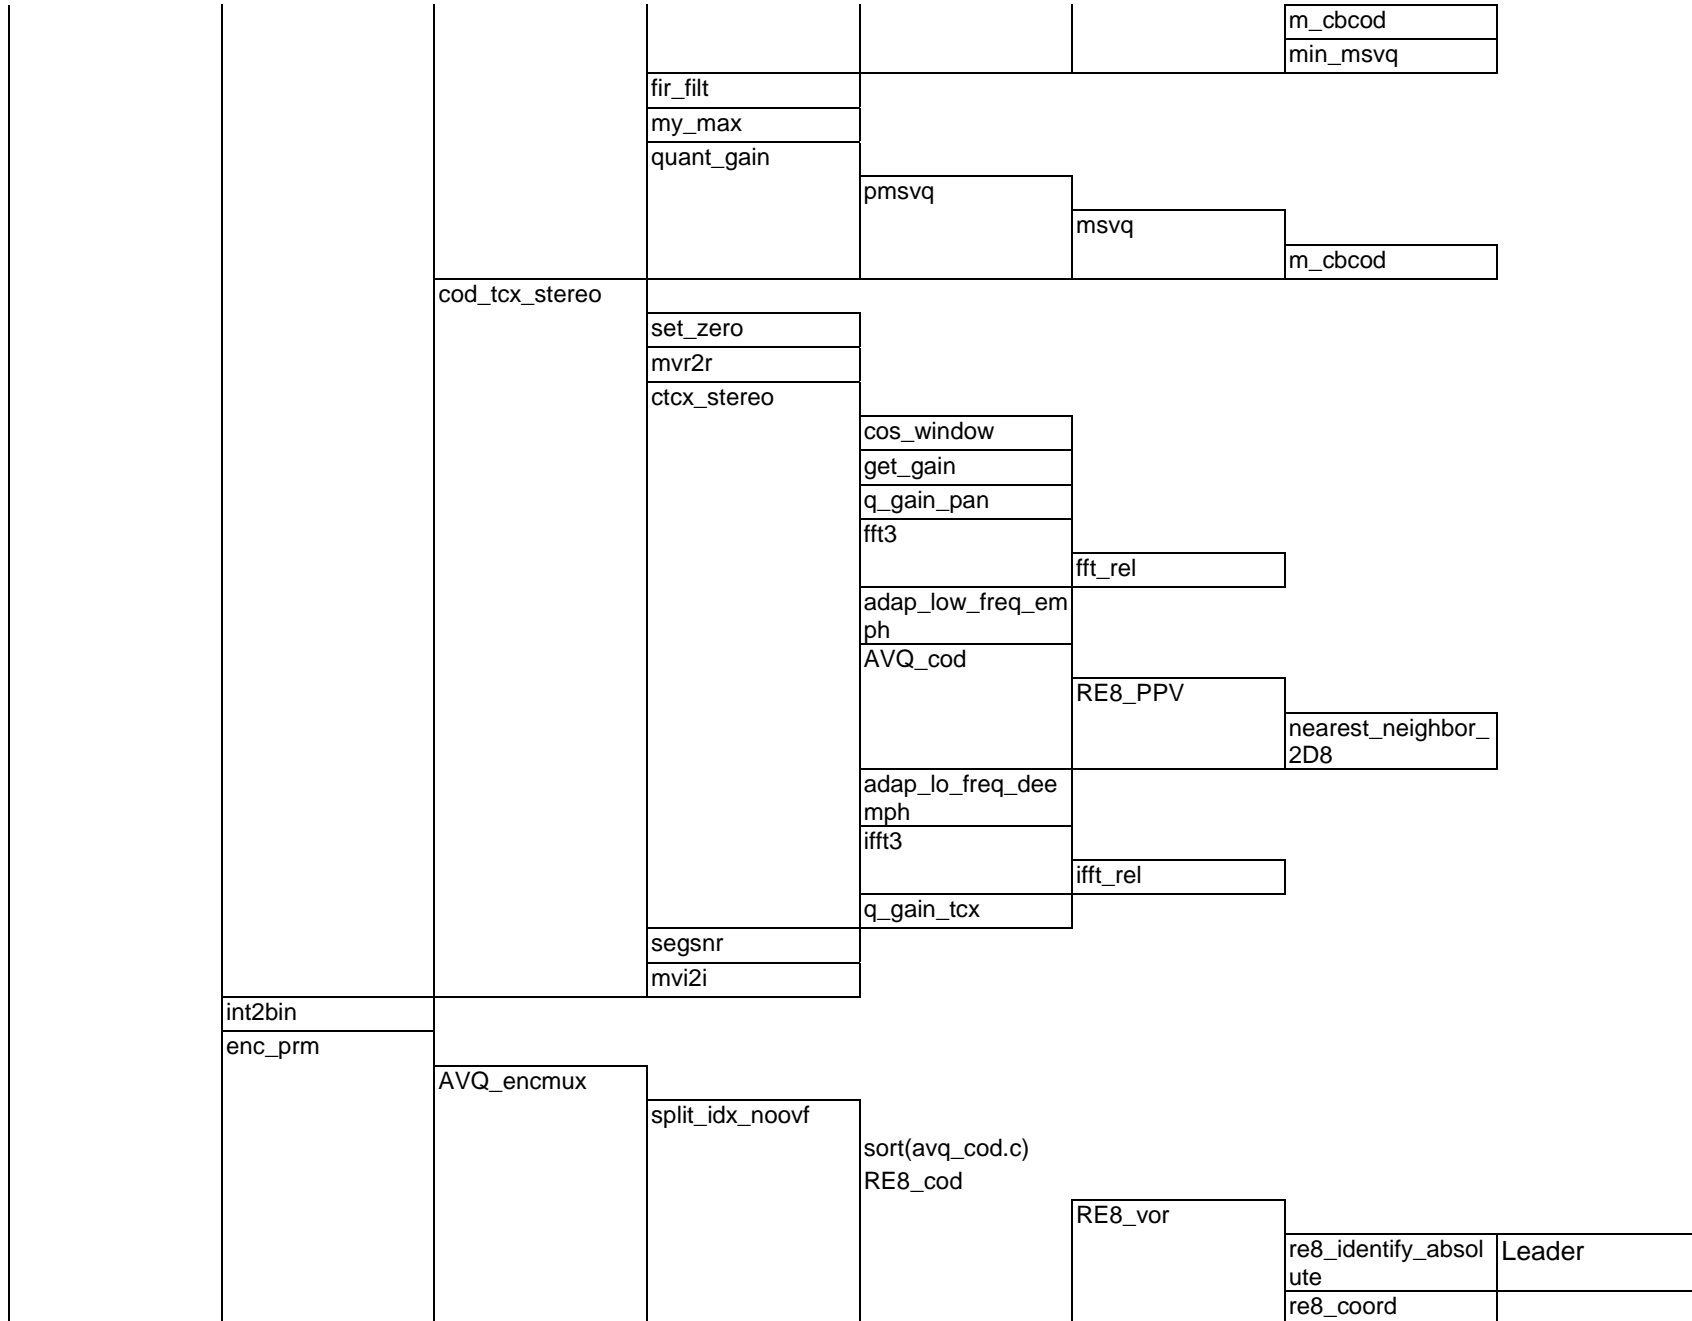 m_cbcod
min_msvq
fir_filt
my_max
quant_gain
pmsvq
msvq
m_cbcod
cod_tcx_stereo
set_zero
mvr2r
ctcx_stereo
cos_window
get_gain
q_gain_pan
fft3
fft_rel
adap_low_freq_em
ph
AVQ_cod
RE8_PPV
nearest_neighbor_
2D8
adap_lo_freq_dee
mph
ifft3
ifft_rel
q_gain_tcx
segsnr
mvi2i
int2bin
enc_prm
AVQ_encmux
split_idx_noovf
sort(avq_cod.c)
RE8_cod
RE8_vor
re8_identify_absol Leader
ute
re8_coord